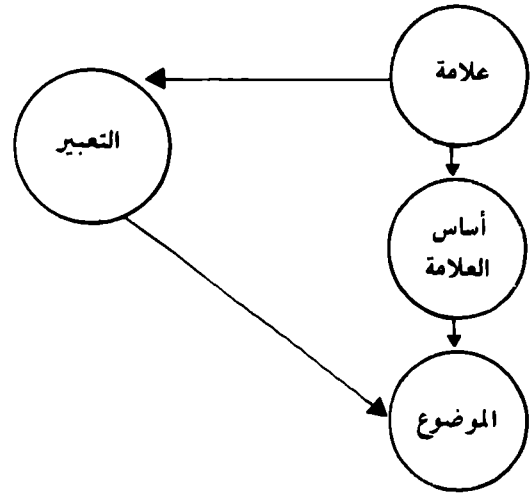 علامة
التعبير
أساس
العلامة
الموضوع